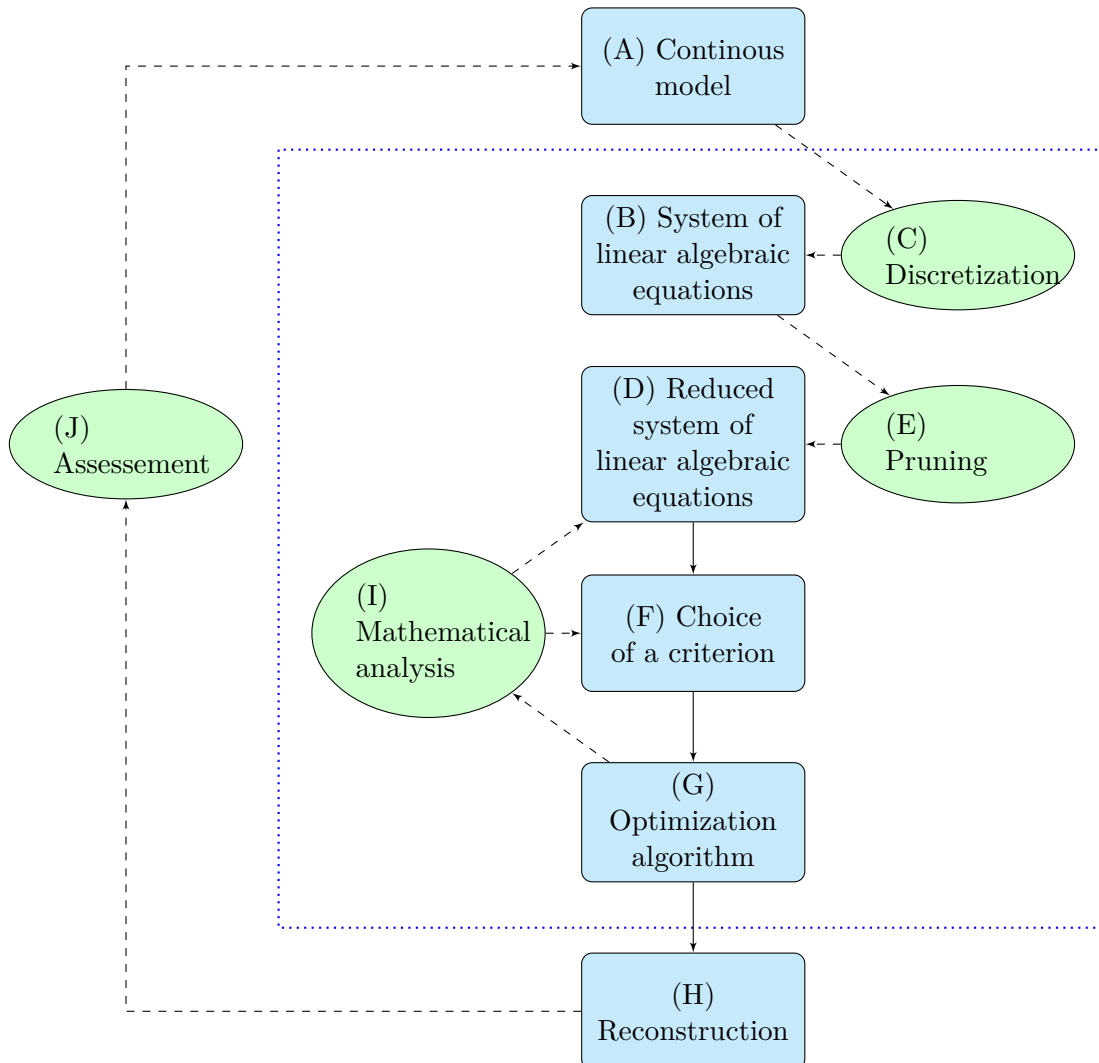 (A) Continous
model
(B) System of
linear algebraic
equations
(C)
Discretization
(D) Reduced
system of
linear algebraic
equations
(E)
Pruning
(J)
Assessement
(I)
Mathematical
analysis
(F) Choice
of a criterion
(G)
Optimization
algorithm
(H)
Reconstruction